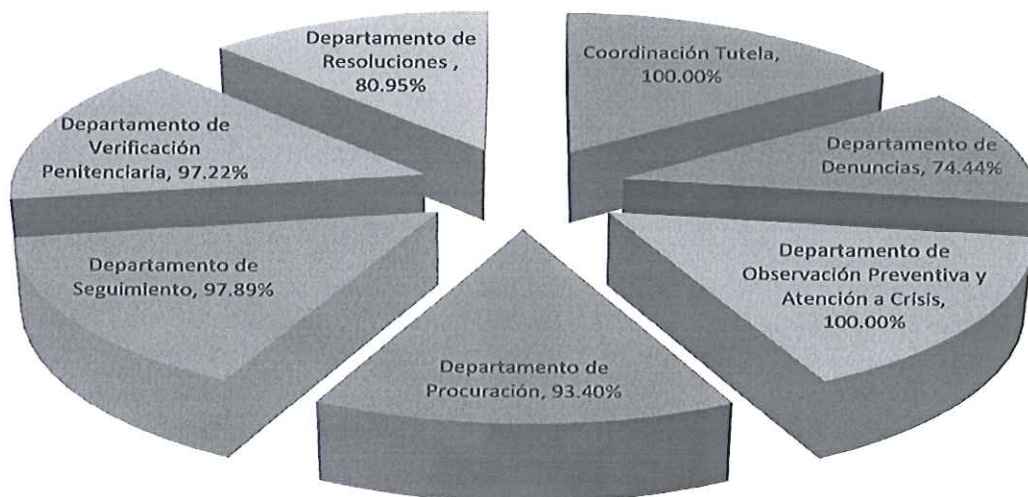 Departamento de
Resoluciones ,
80.95%
Coordinación Tutela,
100.00%
Departamento de
Verificación
Penitenciaria, 97.22%
Departamento de
Denuncias, 74.44%
Departamento de
Seguimiento, 97.89%
Departamento de
Observación Preventiva y
Atención a Crisis,
100.00%
Departamento de
Procuración, 93.40%